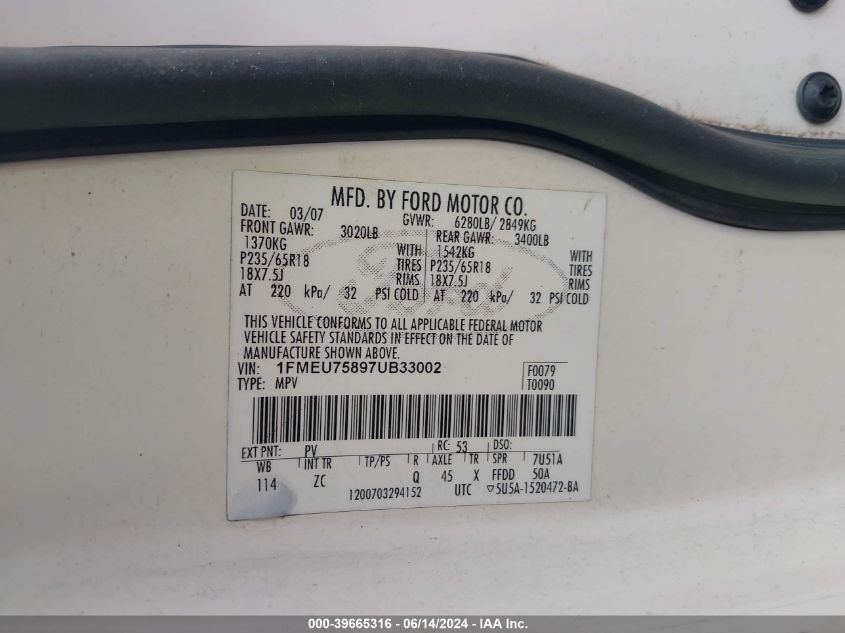 MFD. BY FORD MOTOR CO.
DATE: 03/07 GVWR: 6280LB/ 2849KG
FRONT GAWR: 3020LB REAR GAWR: 3400LB
1370KG WITH 1542KG WITH
P235/65R18 TIRES P235/65R18 TIRES
18X7.5J RIMS 18X7.5J RIMS
AT 220 kPa/ 32 PSI COLD AT 220 kPa/ 32 PSI COLD
THIS VEHICLE CONFORMS TO ALL APPLICABLE FEDERAL MOTOR
VEHICLE SAFETY STANDARDS IN EFFECT ON THE DATE OF
MANUFACTURE SHOWN ABOVE.
VIN: 1FMEU75897UB33002 F0079
TYPE: MPV T0090
EXT PNT: PV RC: 53 DSO:
WB INT TR TP/PS R AXLE TR SPR 7U51A
114 ZC Q 45 X FFDD 50A
1200703294152 UTC ▽5U5A-1520472-BA
000-39665316 - 06/14/2024 - IAA Inc.